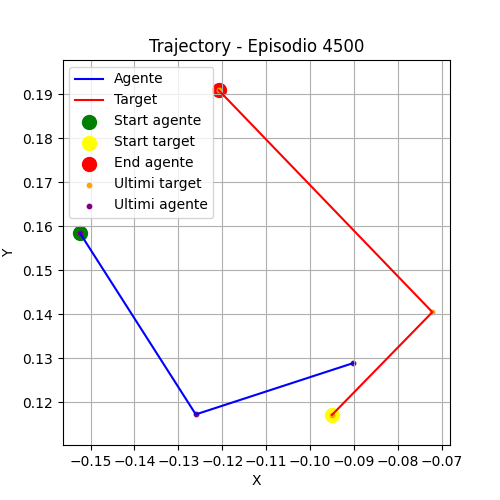 Trajectory - Episodio 4500
Agente
Target
Start agente
Start target
End agente
Ultimi target
Ultimi agente
Y
0.19
0.18
0.17
0.16
0.15
0.14
0.13
0.12
−0.15 −0.14 −0.13 −0.12 −0.11 −0.10 −0.09 −0.08 −0.07
X